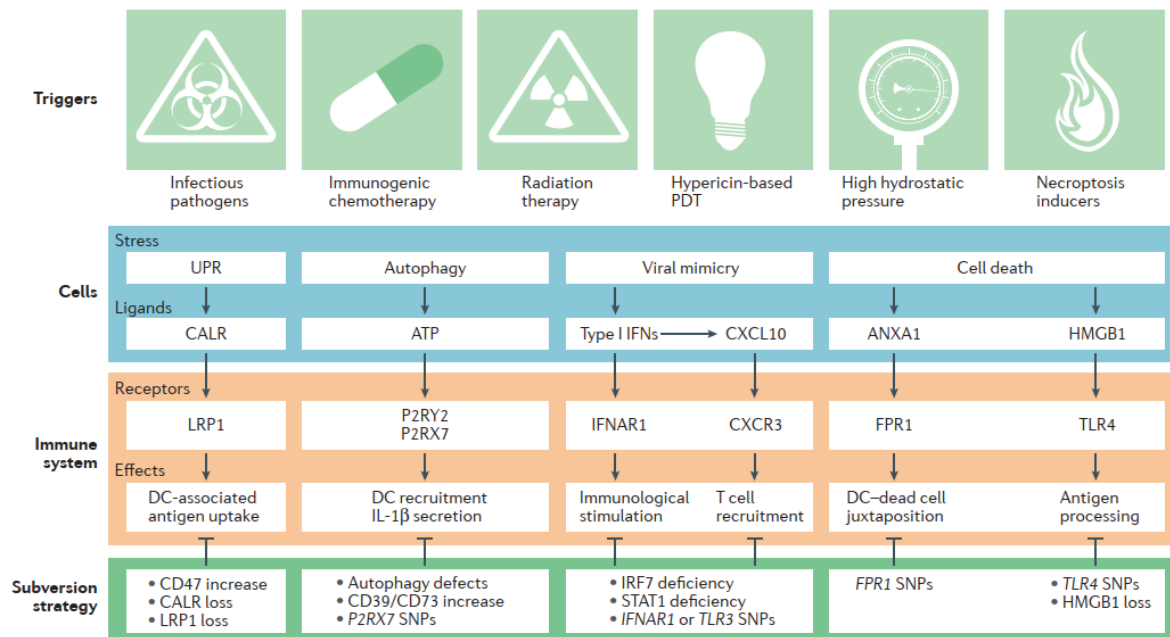 Triggers
Infectious
pathogens
Immunogenic
chemotherapy
Radiation
therapy
Hypericin-based
PDT
High hydrostatic
pressure
Necroptosis
inducers
Cells
Stress
UPR
Autophagy
Viral mimicry
Cell death
Ligands
CALR
ATP
Type I IFNs
CXCL10
ANXA1
HMGB1
Immune
system
Receptors
LRP1
P2RY2
P2RX7
IFNAR1
CXCR3
FPR1
TLR4
Effects
DC-associated
antigen uptake
DC recruitment
IL-1β secretion
Immunological
stimulation
T cell
recruitment
DC–dead cell
juxtaposition
Antigen
processing
Subversion
strategy
• CD47 increase
• CALR loss
• LRP1 loss
• Autophagy defects
• CD39/CD73 increase
• P2RX7 SNPs
• IRF7 deficiency
• STAT1 deficiency
• IFNAR1 or TLR3 SNPs
FPR1 SNPs
• TLR4 SNPs
• HMGB1 loss